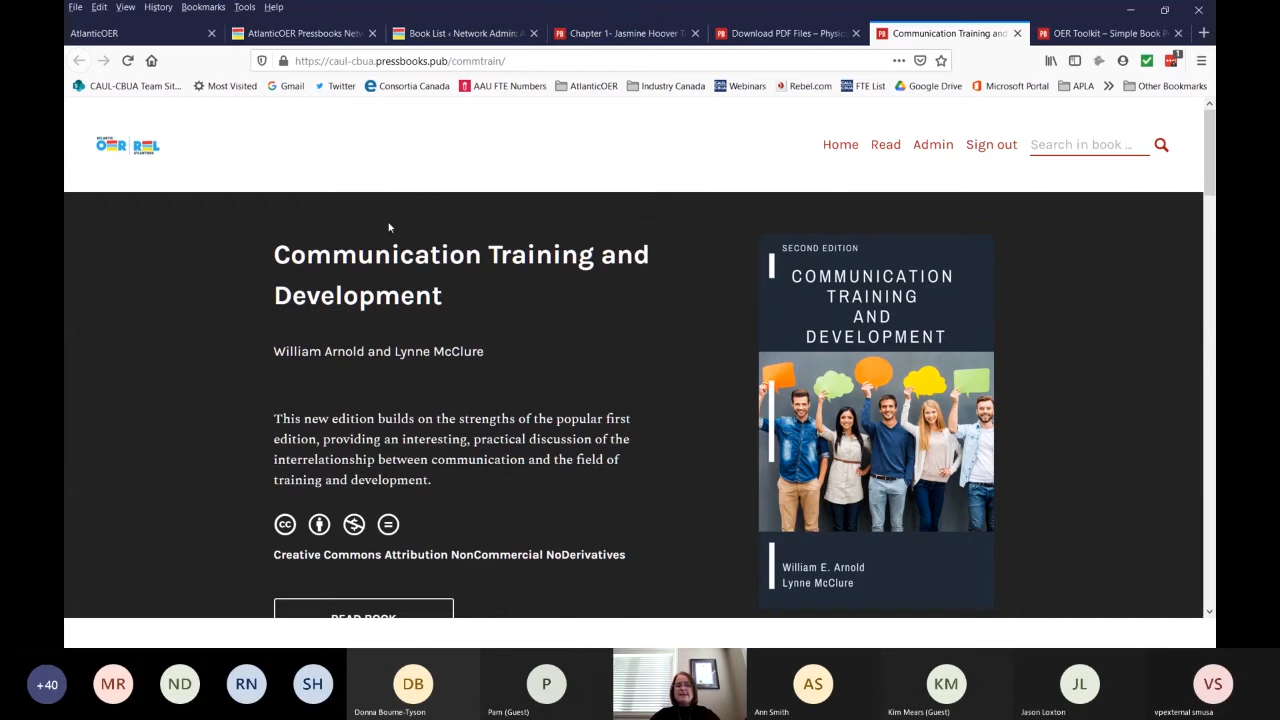 File Edit View History Bookmarks Tools Help
AtlanticOER
AtlanticOER Pressbooks Netw
Book List ‹ Network Admin: A
Chapter 1- Jasmine Hoover T
Download PDF Files – Physic
Communication Training and
OER Toolkit – Simple Book P
https://caul-cbua.pressbooks.pub/commtrain/
1
CAUL-CBUA Team Sit... Most Visited Gmail Twitter Consortia Canada AAU FTE Numbers AtlanticOER Industry Canada Webinars Rebel.com FTE List Google Drive Microsoft Portal APLA Other Bookmarks
ATLANTIC
OER REL
ATLANTIQUE
Home Read Admin Sign out Search in book ...
Communication Training and
Development
William Arnold and Lynne McClure
This new edition builds on the strengths of the popular first
edition, providing an interesting, practical discussion of the
interrelationship between communication and the field of
training and development.
Creative Commons Attribution NonCommercial NoDerivatives
READ BOOK
SECOND EDITION
COMMUNICATION
TRAINING
AND
DEVELOPMENT
William E. Arnold
Lynne McClure
+40 MR ND RN SH DB P AS KM JL VS
Donna Bourne-Tyson Pam (Guest) Ann Smith Kim Mears (Guest) Jason Loxton vpexternal smusa